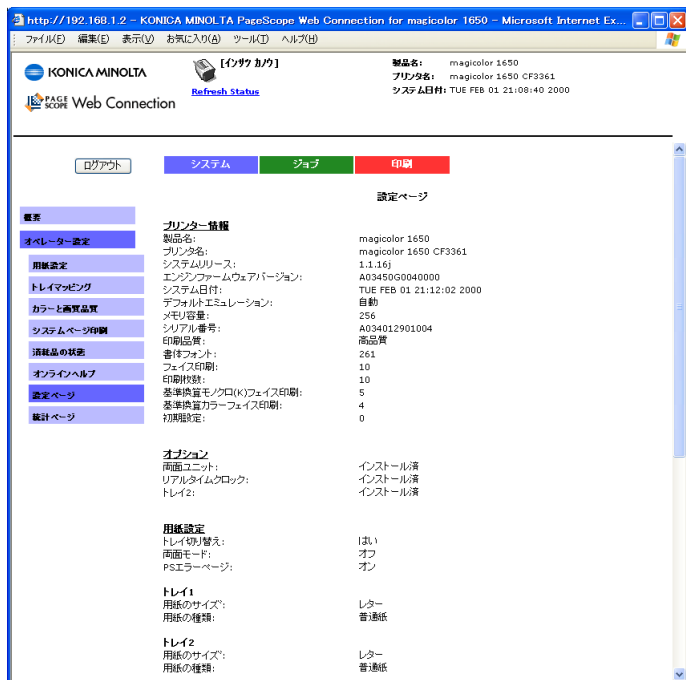 http://192.168.1.2 - KONICA MINOLTA PageScope Web Connection for magicolor 1650 - Microsoft Internet Ex...
ファイル(F) 編集(E) 表示(V) お気に入り(A) ツール(T) ヘルプ(H)
KONICA MINOLTA
PAGE SCOPE Web Connection
[インサツ カノウ]
Refresh Status
製品名: magicolor 1650
プリンタ名: magicolor 1650 CF3361
システム日付: TUE FEB 01 21:08:40 2000
ログアウト
システム ジョブ 印刷
設定ページ
概要
オペレーター設定
用紙設定
トレイマッピング
カラーと画質品質
システムページ印刷
消耗品の状態
オンラインヘルプ
設定ページ
統計ページ
プリンター情報
製品名: magicolor 1650
プリンタ名: magicolor 1650 CF3361
システムリリース: 1.1.16j
エンジンファームウェアバージョン: A03450G0040000
システム日付: TUE FEB 01 21:12:02 2000
デフォルトエミュレーション: 自動
メモリ容量: 256
シリアル番号: A034012901004
印刷品質: 高品質
書体フォント: 261
フェイス印刷: 10
印刷枚数: 10
基準換算モノクロ(K)フェイス印刷: 5
基準換算カラーフェイス印刷: 4
初期設定: 0
オプション
両面ユニット: インストール済
リアルタイムクロック: インストール済
トレイ2: インストール済
用紙設定
トレイ切り替え: はい
両面モード: オフ
PSエラーページ: オン
トレイ1
用紙のサイズ: レター
用紙の種類: 普通紙
トレイ2
用紙のサイズ: レター
用紙の種類: 普通紙